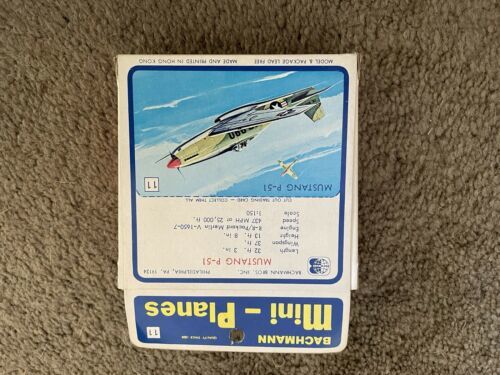 QUALITY SINCE 1833
BACHMANN
mini-Planes
11
BACHMANN BROS., INC. PHILADELPHIA, PA. 19124
MUSTANG P-51
Length 32 ft. 3 in.
Wingspan 37 ft.
Height 13 ft. 8 in.
Engine R-R/Packard Merlin V-1650-7
Speed 437 MPH at 25,000 ft.
Scale 1:150
CUT OUT TRADING CARD — COLLECT THEM ALL
MUSTANG P-51
11
MODEL & PACKAGE LEAD FREE MADE AND PRINTED IN HONG KONG